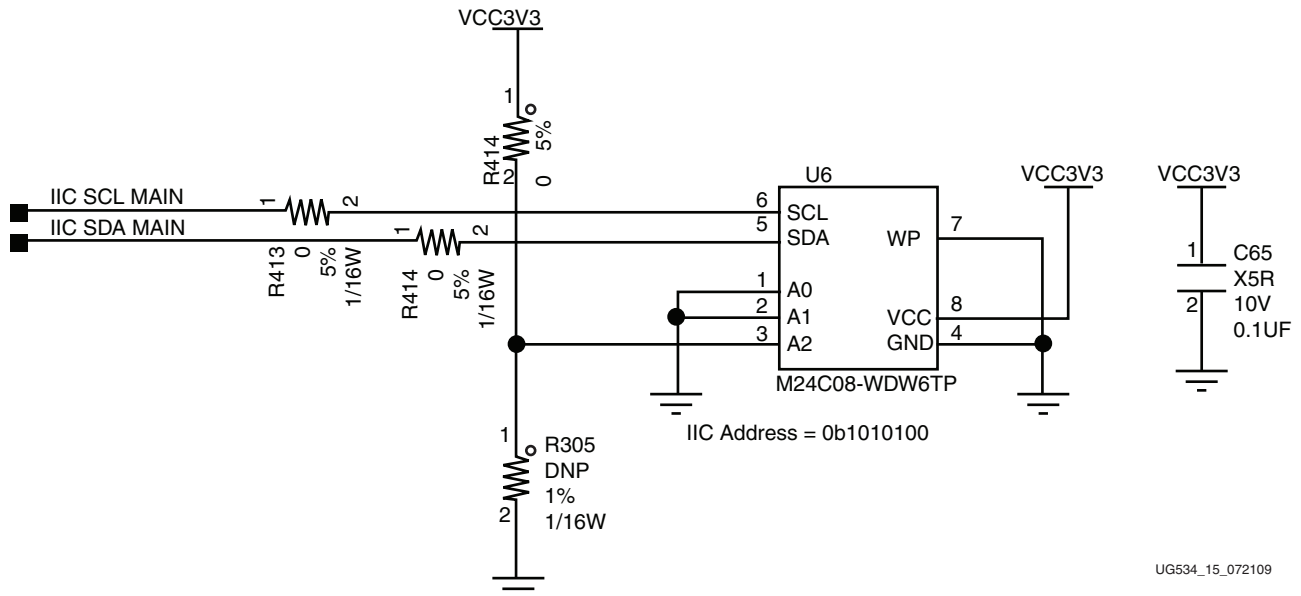 VCC3V3
1
R414
5%
2
0
IIC SCL MAIN
1
2
IIC SDA MAIN
1
2
R413
0
5%
1/16W
R414
0
5%
1/16W
U6
6
SCL
5
SDA
1
A0
2
A1
3
A2
WP
7
VCC
8
GND
4
M24C08-WDW6TP
IIC Address = 0b1010100
VCC3V3
VCC3V3
1
2
C65
X5R
10V
0.1UF
1
2
R305
DNP
1%
1/16W
UG534_15_072109